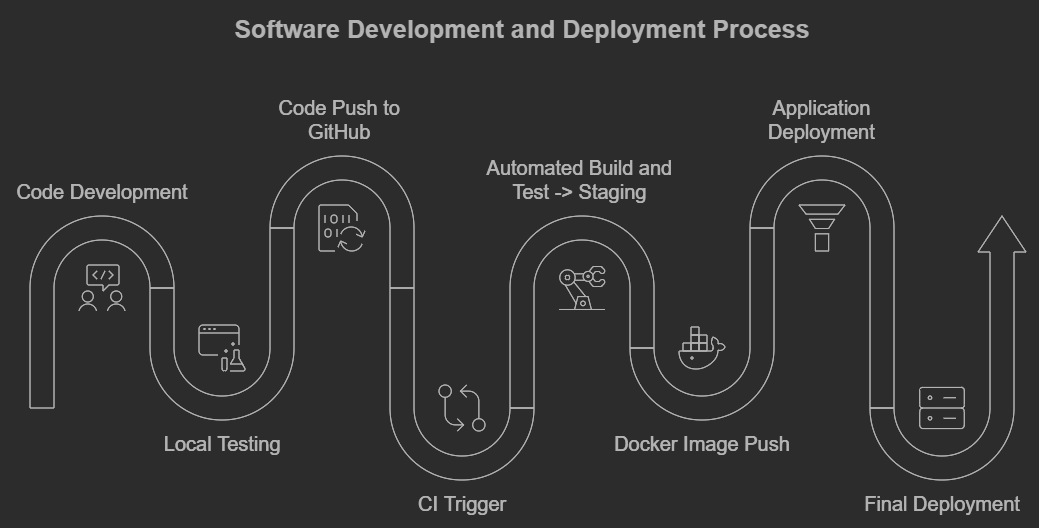 Software Development and Deployment Process
Code Development
Local Testing
Code Push to
GitHub
CI Trigger
Automated Build and
Test -> Staging
Docker Image Push
Application
Deployment
Final Deployment